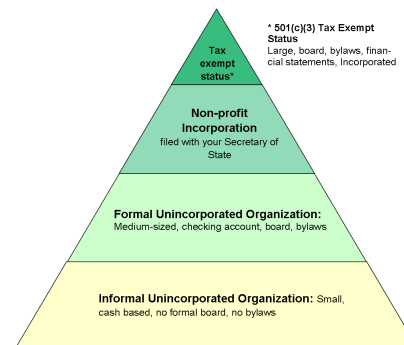 Tax
exempt
status*
* 501(c)(3) Tax Exempt
Status
Large, board, bylaws, finan-
cial statements, Incorporated
Non-profit
Incorporation
filed with your Secretary of
State
Formal Unincorporated Organization:
Medium-sized, checking account, board, bylaws
Informal Unincorporated Organization: Small,
cash based, no formal board, no bylaws